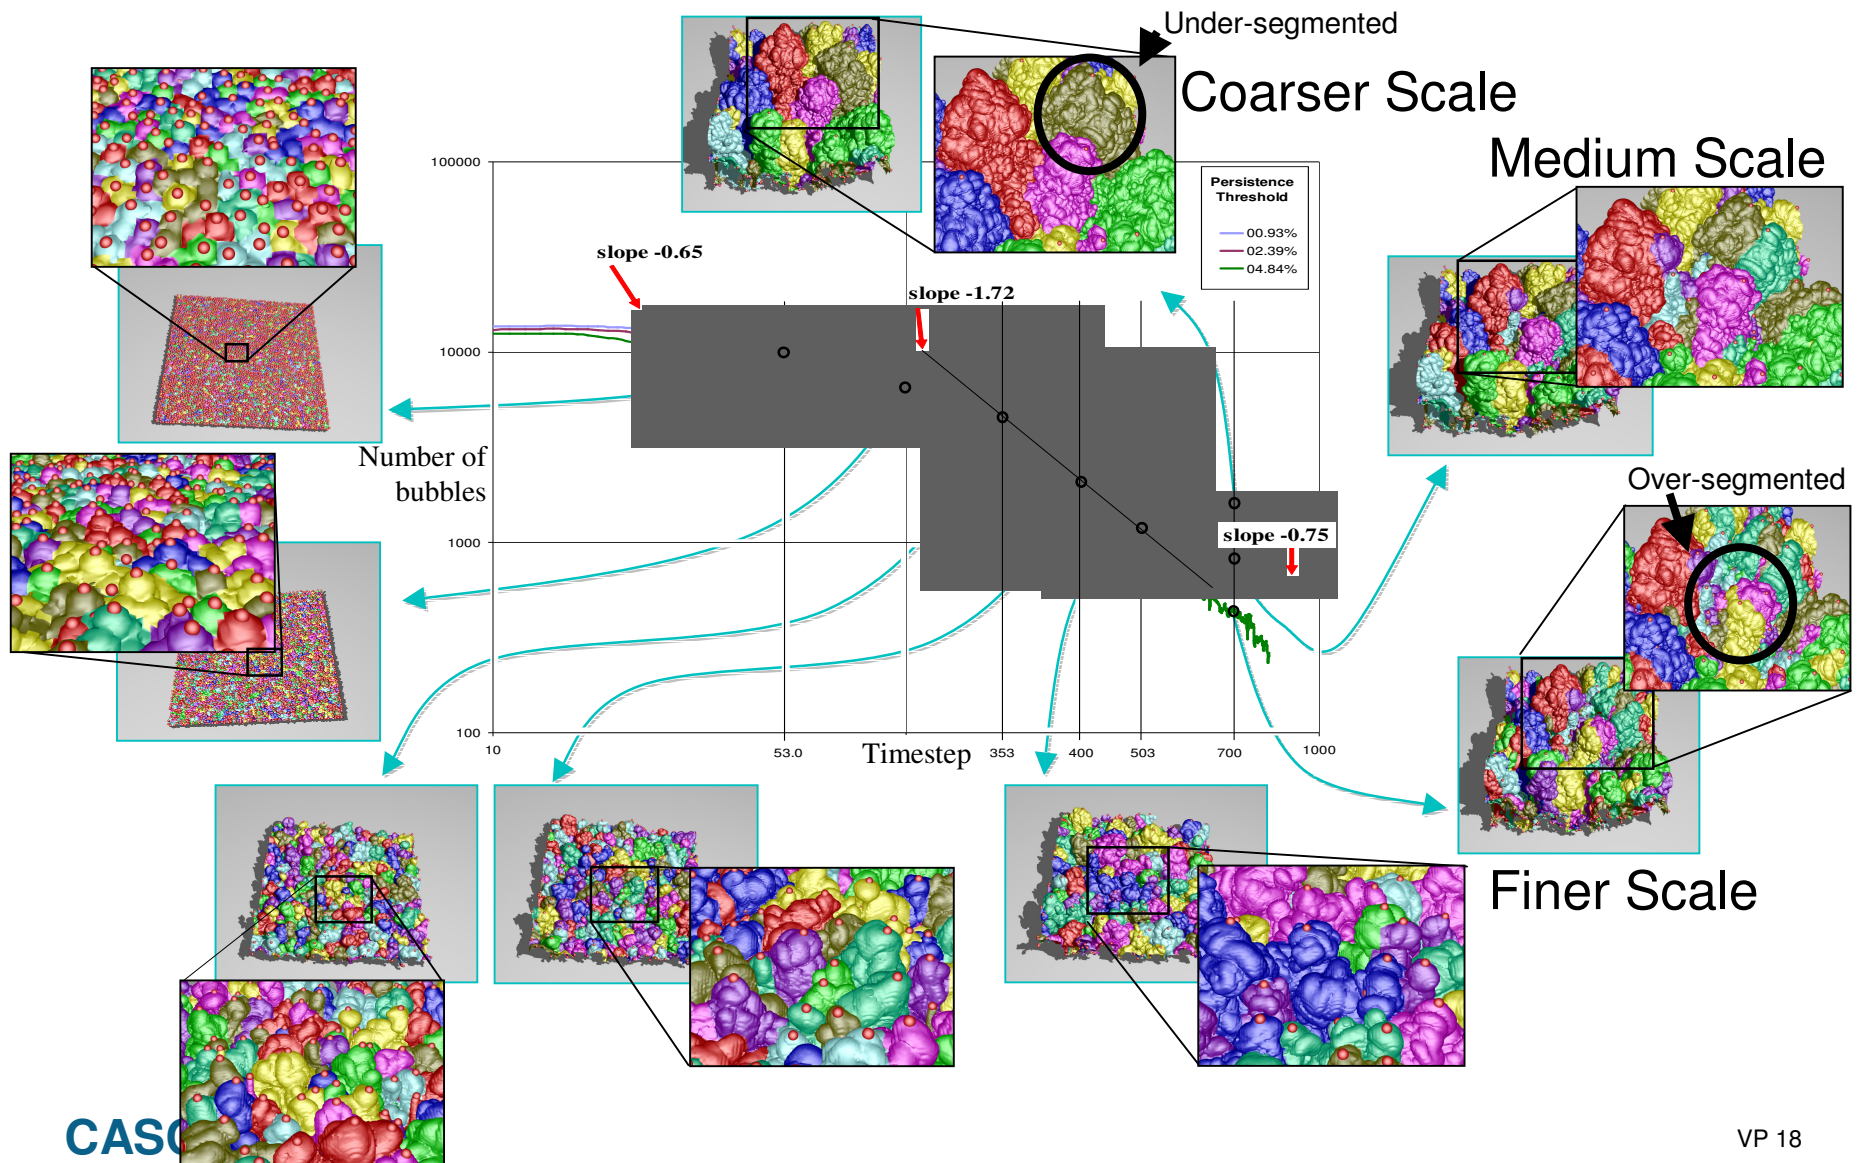 Under-segmented
Coarser Scale
Medium Scale
100000
Persistence
Threshold
00.93%
02.39%
04.84%
slope -0.65
slope -1.72
10000
Number of
bubbles
Over-segmented
1000
slope -0.75
100
10
53.0
Timestep
353
400
503
700
1000
Finer Scale
VP 18